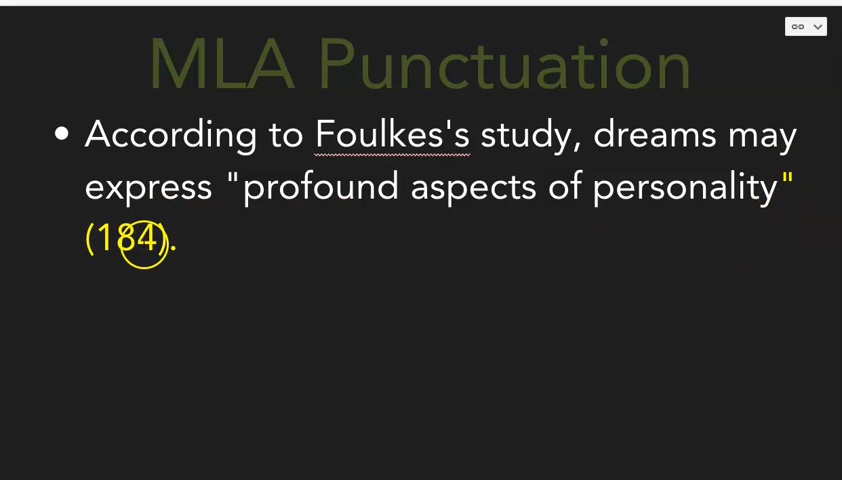 MLA Punctuation
• According to Foulkes's study, dreams may
express "profound aspects of personality"
(184).